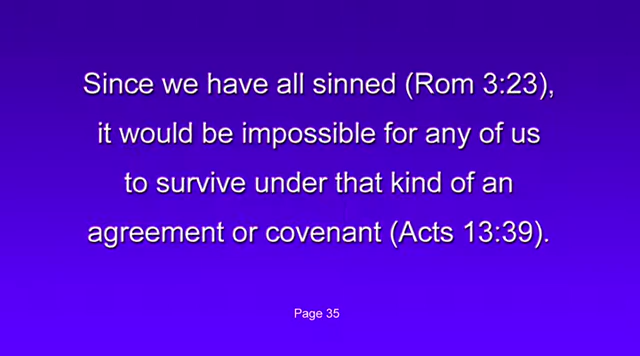 Since we have all sinned (Rom 3:23),
it would be impossible for any of us
to survive under that kind of an
agreement or covenant (Acts 13:39).
Page 35